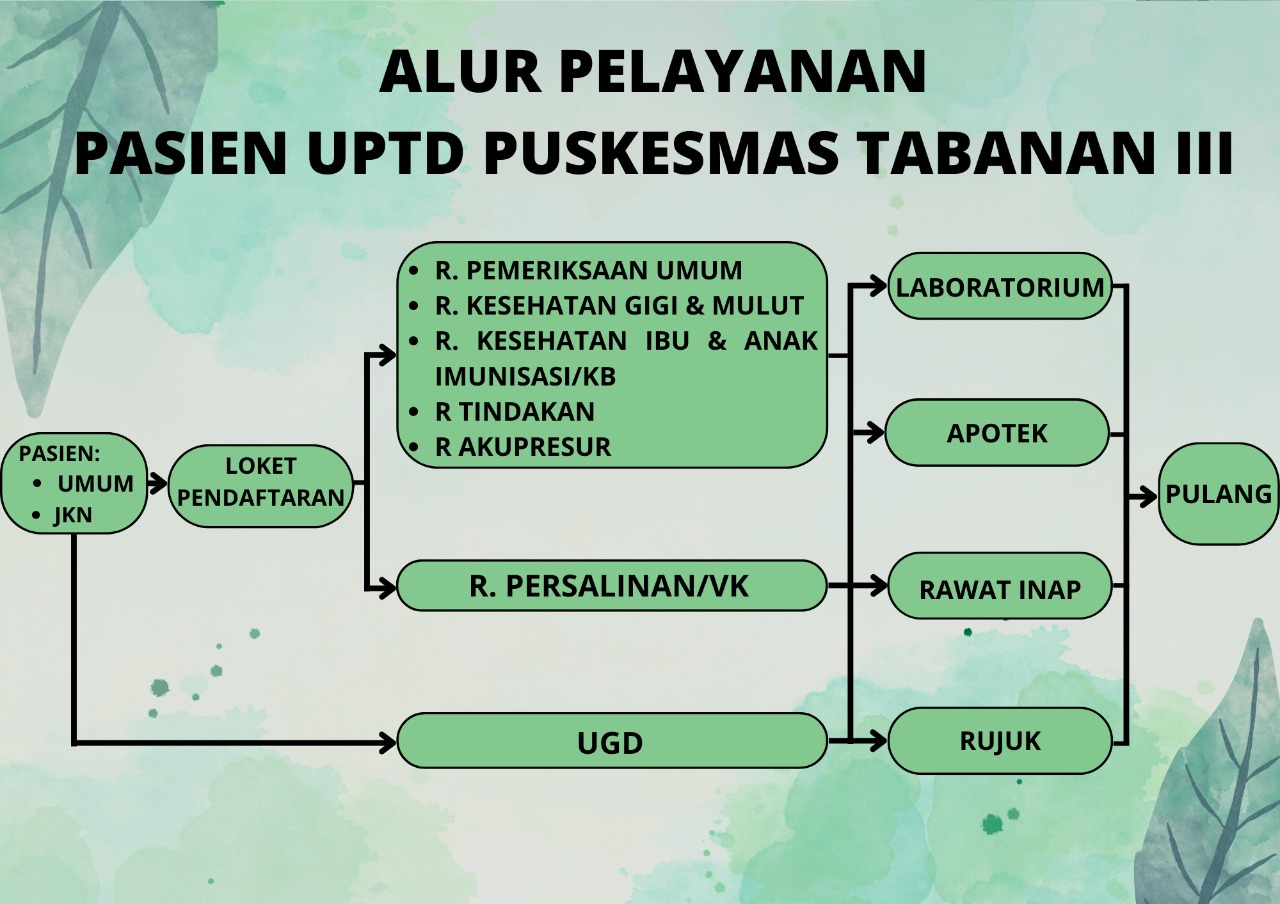 ALUR PELAYANAN
PASIEN UPTD PUSKESMAS TABANAN III
PASIEN:
• UMUM
• JKN
LOKET
PENDAFTARAN
• R. PEMERIKSAAN UMUM
• R. KESEHATAN GIGI & MULUT
• R. KESEHATAN IBU & ANAK
IMUNISASI/KB
• R TINDAKAN
• R AKUPRESUR
R. PERSALINAN/VK
UGD
LABORATORIUM
APOTEK
RAWAT INAP
RUJUK
PULANG